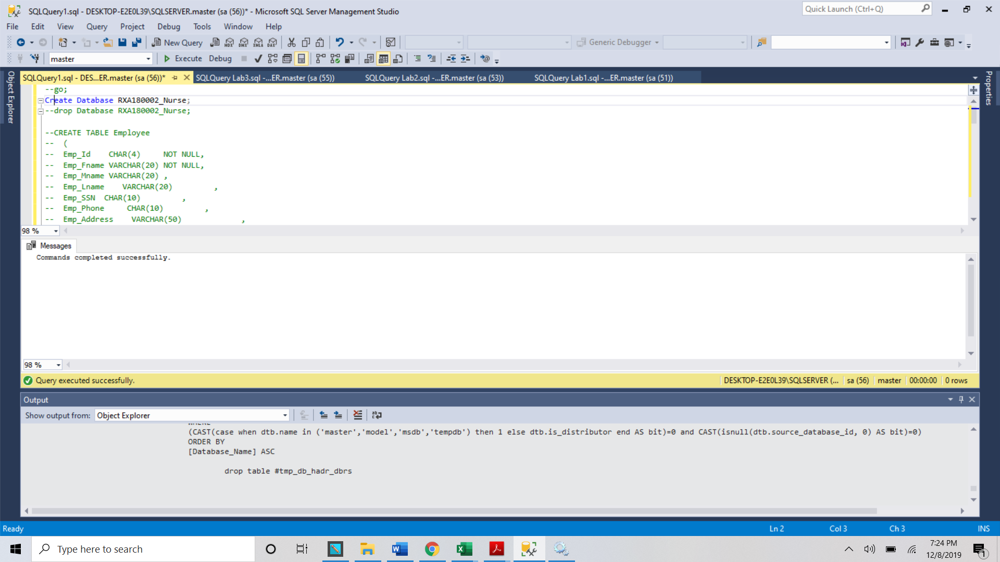 SQLQuery1.sql - DESKTOP-E2E0L39\SQLSERVER.master (sa (56))* - Microsoft SQL Server Management Studio
Quick Launch (Ctrl+Q)
File Edit View Query Project Debug Tools Window Help
New Query MDX DMX XMLA DAX Generic Debugger
master Execute Debug
Object Explorer
Properties
SQLQuery1.sql - DES...ER.master (sa (56))* SQLQuery Lab3.sql -...ER.master (sa (55)) SQLQuery Lab2.sql -...ER.master (sa (53)) SQLQuery Lab1.sql -...ER.master (sa (51))
--go;
Create Database RXA180002_Nurse;
--drop Database RXA180002_Nurse;
--CREATE TABLE Employee
-- (
-- Emp_Id CHAR(4) NOT NULL,
-- Emp_Fname VARCHAR(20) NOT NULL,
-- Emp_Mname VARCHAR(20) ,
-- Emp_Lname VARCHAR(20) ,
-- Emp_SSN CHAR(10) ,
-- Emp_Phone CHAR(10) ,
-- Emp_Address VARCHAR(50) ,
98 %
Messages
Commands completed successfully.
98 %
Query executed successfully. DESKTOP-E2E0L39\SQLSERVER (... sa (56) master 00:00:00 0 rows
Output
Show output from: Object Explorer
WHERE
(CAST(case when dtb.name in ('master','model','msdb','tempdb') then 1 else dtb.is_distributor end AS bit)=0 and CAST(isnull(dtb.source_database_id, 0) AS bit)=0)
ORDER BY
[Database_Name] ASC
drop table #tmp_db_hadr_dbrs
Ready Ln 2 Col 3 Ch 3 INS
Type here to search
7:24 PM
12/8/2019
1